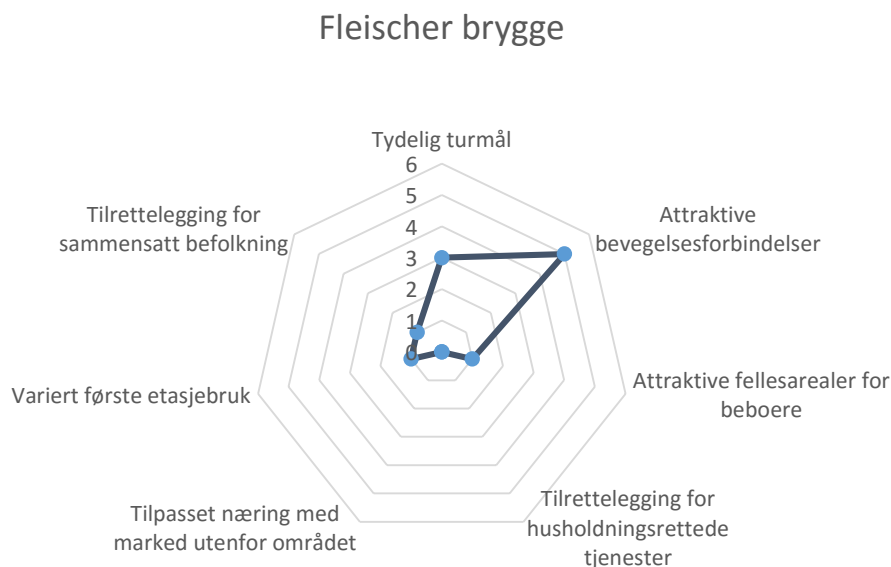 Fleischer brygge
Tydelig turmål
6
5
4
3
2
1
0
Attraktive
bevegelsesforbindelser
Attraktive fellesarealer for
beboere
Tilrettelegging for
husholdningsrettede
tjenester
Tilpasset næring med
marked utenfor området
Variert første etasjebruk
Tilrettelegging for
sammensatt befolkning